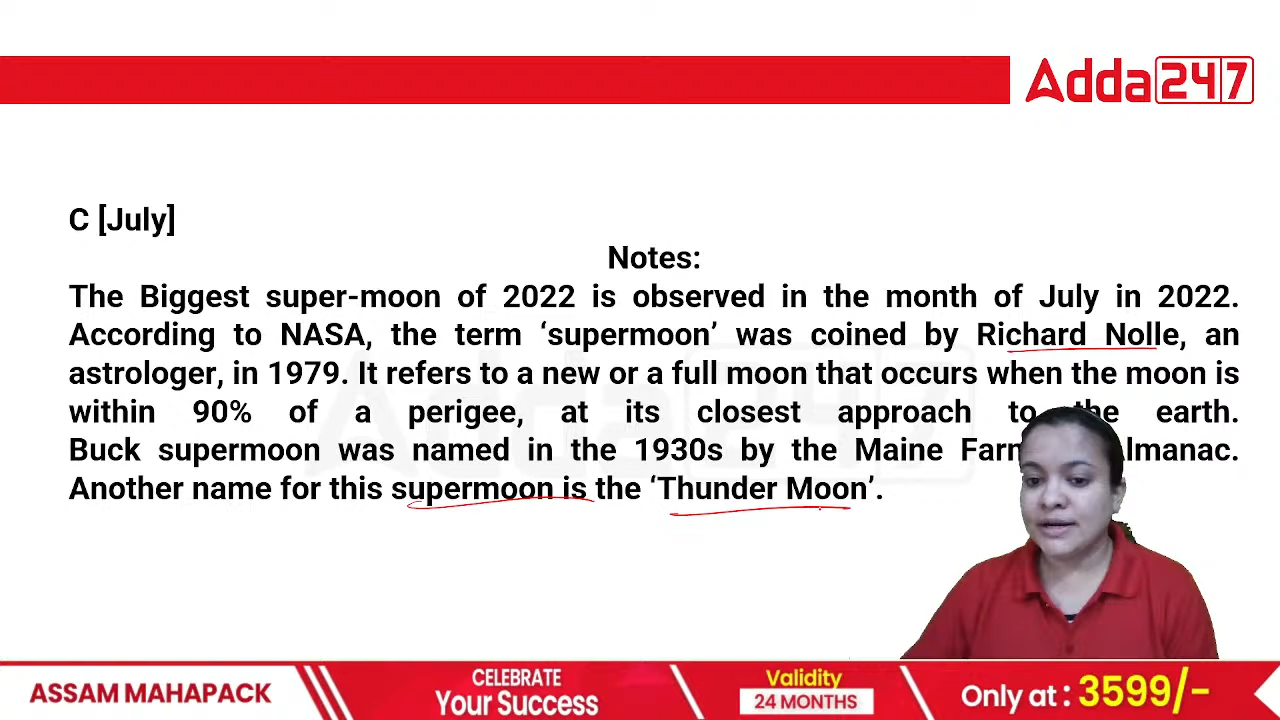 Adda247
C [July]
Notes:
The Biggest super-moon of 2022 is observed in the month of July in 2022.
According to NASA, the term ‘supermoon’ was coined by Richard Nolle, an
astrologer, in 1979. It refers to a new or a full moon that occurs when the moon is
within 90% of a perigee, at its closest approach to the earth.
Buck supermoon was named in the 1930s by the Maine Almanac.
Another name for this supermoon is the ‘Thunder Moon’.
ASSAM MAHAPACK
CELEBRATE
Your Success
Validity
24 MONTHS
Only at : 3599/-